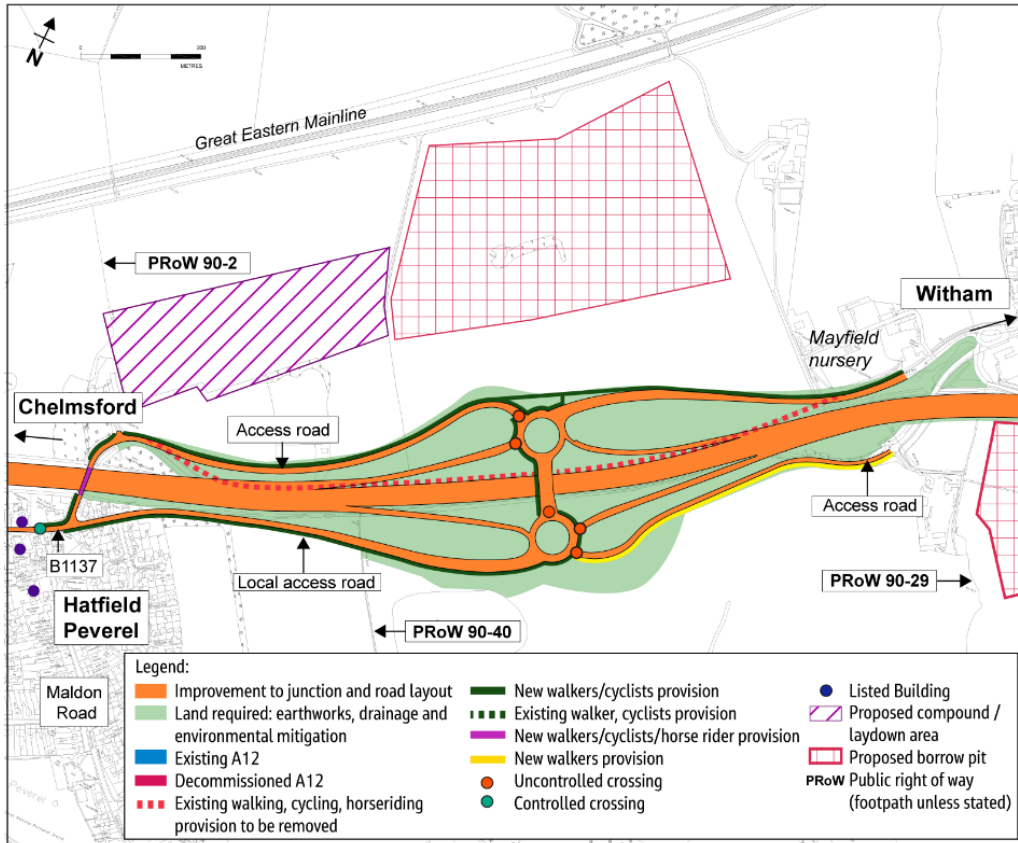 N
0
200
METRES
Great Eastern Mainline
PRoW 90-2
Witham
Mayfield
nursery
Chelmsford
Access road
Access road
B1137
Local access road
PRoW 90-29
Hatfield
Peverel
PRoW 90-40
Maldon
Road
Legend:
Improvement to junction and road layout
Land required: earthworks, drainage and
environmental mitigation
Existing A12
Decommissioned A12
Existing walking, cycling, horseriding
provision to be removed
New walkers/cyclists provision
Existing walker, cyclists provision
New walkers/cyclists/horse rider provision
New walkers provision
Uncontrolled crossing
Controlled crossing
Listed Building
Proposed compound /
laydown area
Proposed borrow pit
PRoW Public right of way
(footpath unless stated)